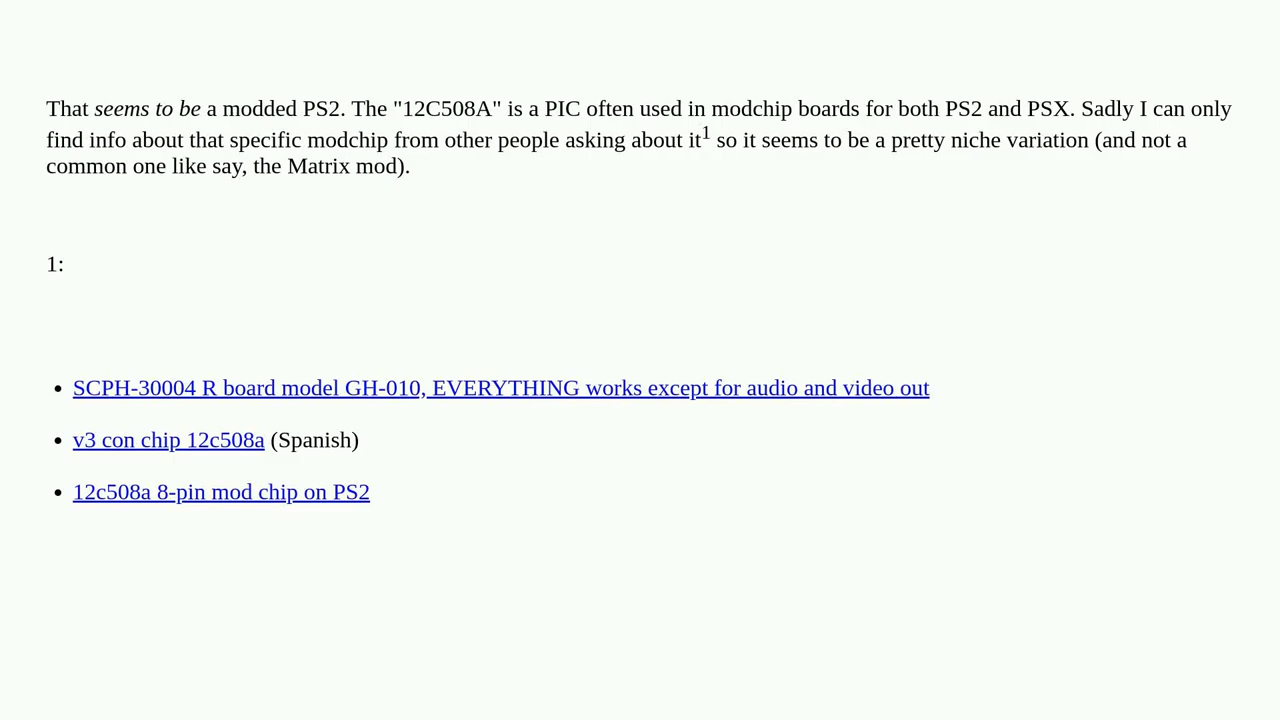 That seems to be a modded PS2. The "12C508A" is a PIC often used in modchip boards for both PS2 and PSX. Sadly I can only
find info about that specific modchip from other people asking about it1 so it seems to be a pretty niche variation (and not a
common one like say, the Matrix mod).
1:
• SCPH-30004 R board model GH-010, EVERYTHING works except for audio and video out
• v3 con chip 12c508a (Spanish)
• 12c508a 8-pin mod chip on PS2